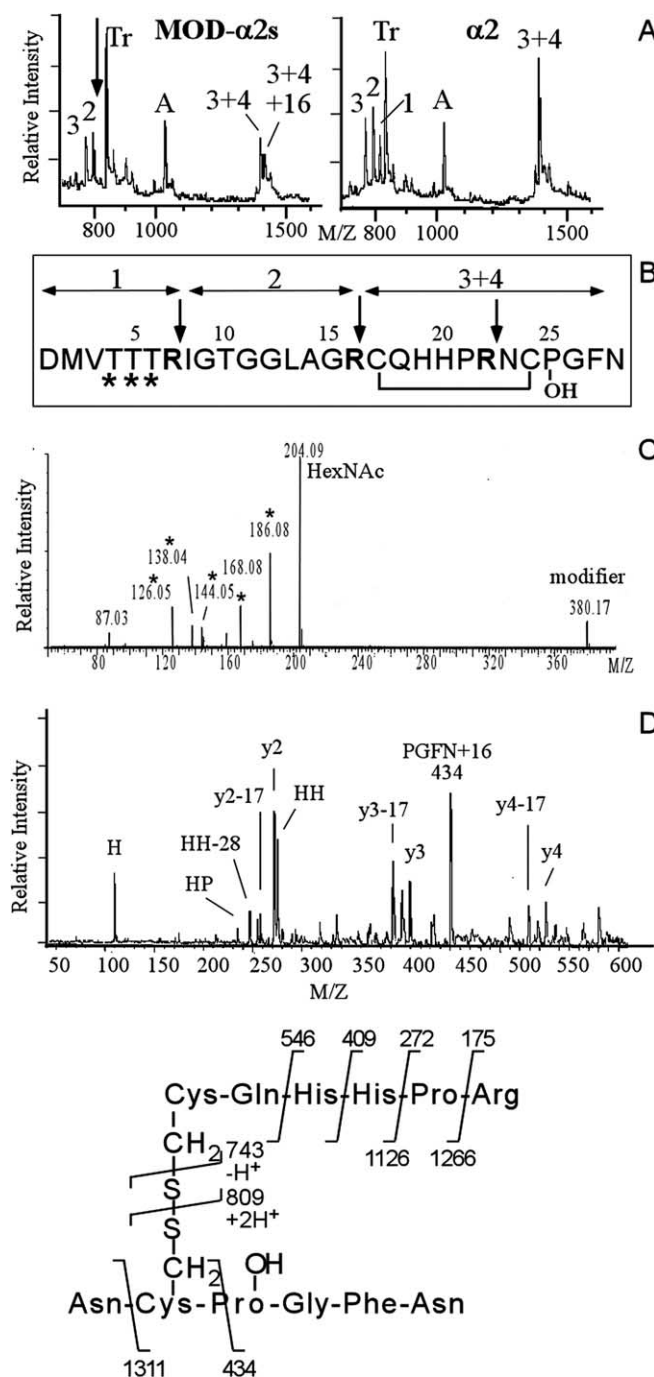 A
MOD-α2s
α2
Relative Intensity
Tr
3
2
A
3+4
3+4
+16
800
1000
1500
M/Z
Tr
3
2
1
A
3+4
800
1000
1500
B
1
2
3+4
5
10
15
20
25
DMVTTTRIGTGGLAGRCQHHPRNCPGFN
***
OH
C
Relative Intensity
204.09
HexNAc
*
186.08
*
138.04
*
126.05
*
144.05
168.08
*
87.03
modifier
380.17
80
120
160
200
240
280
320
360
M/Z
D
Relative Intensity
y2
PGFN+16
434
y2-17
HH
HH-28
H
HP
y3-17
y3
y4-17
y4
50 100 150 200 250 300 350 400 450 500 550 600
M/Z
546 409 272 175
Cys-Gln-His-His-Pro-Arg
1126 1266
CH2
743
-H+
S
809
S
+2H+
CH2
OH
Asn-Cys-Pro-Gly-Phe-Asn
1311 434